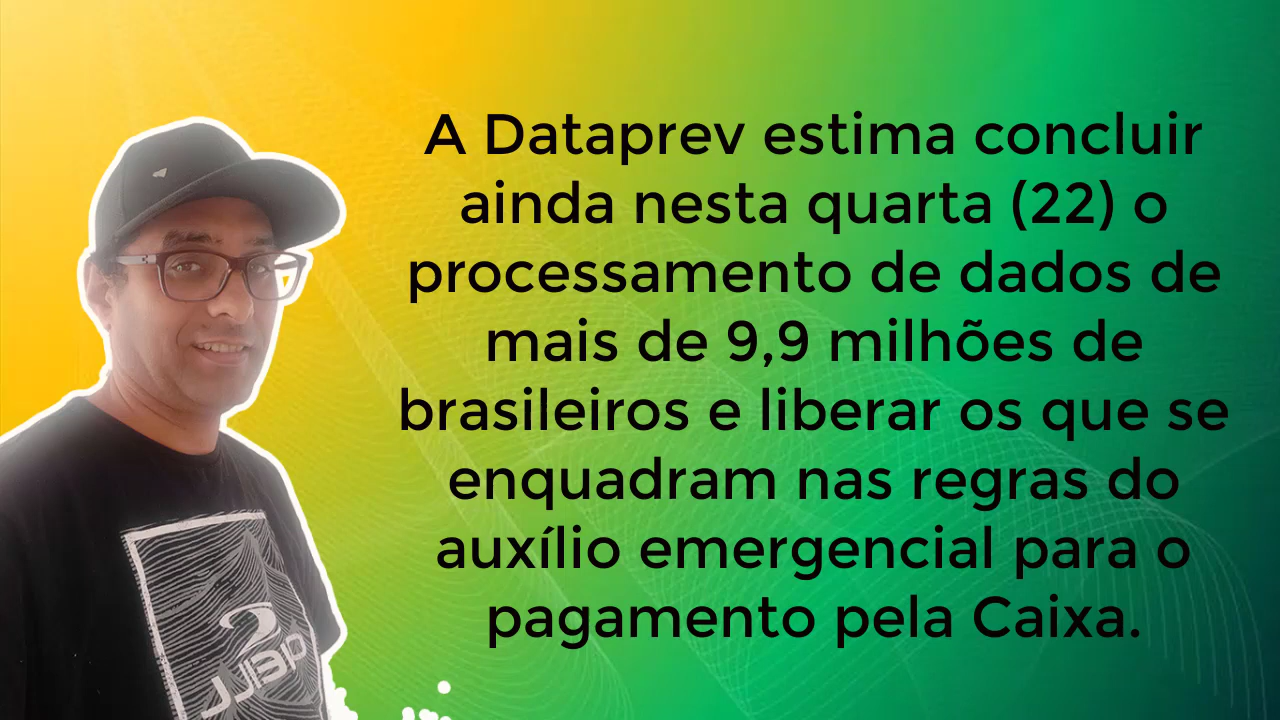 A Dataprev estima concluir
ainda nesta quarta (22) o
processamento de dados de
mais de 9,9 milhões de
brasileiros e liberar os que se
enquadram nas regras do
auxílio emergencial para o
pagamento pela Caixa.